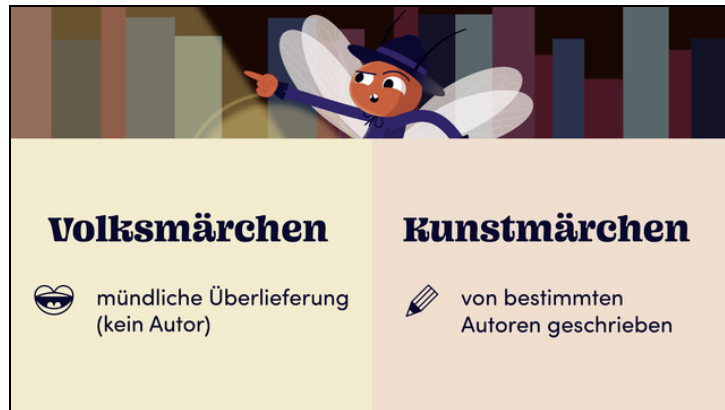 Volksmärchen
mündliche Überlieferung
(kein Autor)
Kunstmärchen
von bestimmten
Autoren geschrieben